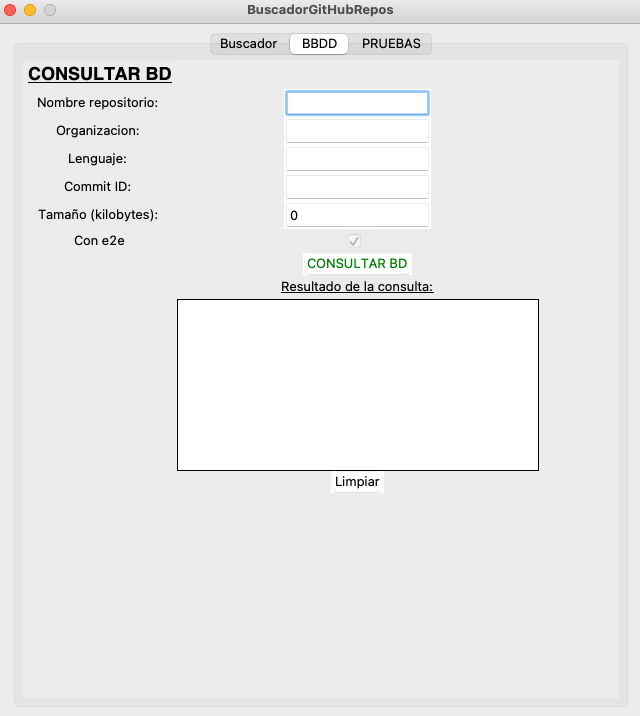 BuscadorGitHubRepos
Buscador BBDD PRUEBAS
CONSULTAR BD
Nombre repositorio:
Organizacion:
Lenguaje:
Commit ID:
Tamaño (kilobytes): 0
Con e2e
CONSULTAR BD
Resultado de la consulta:
Limpiar